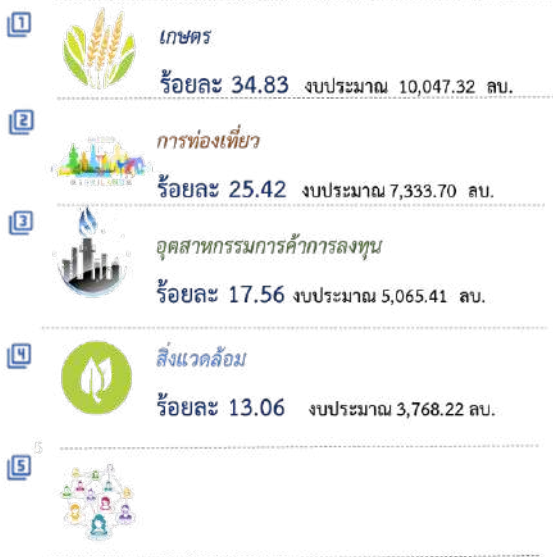 1
เกษตร
ร้อยละ 34.83 งบประมาณ 10,047.32 ลบ.
2
การท่องเที่ยว
ร้อยละ 25.42 งบประมาณ 7,333.70 ลบ.
3
อุตสาหกรรมการค้าการลงทุน
ร้อยละ 17.56 งบประมาณ 5,065.41 ลบ.
4
สิ่งแวดล้อม
ร้อยละ 13.06 งบประมาณ 3,768.22 ลบ.
5